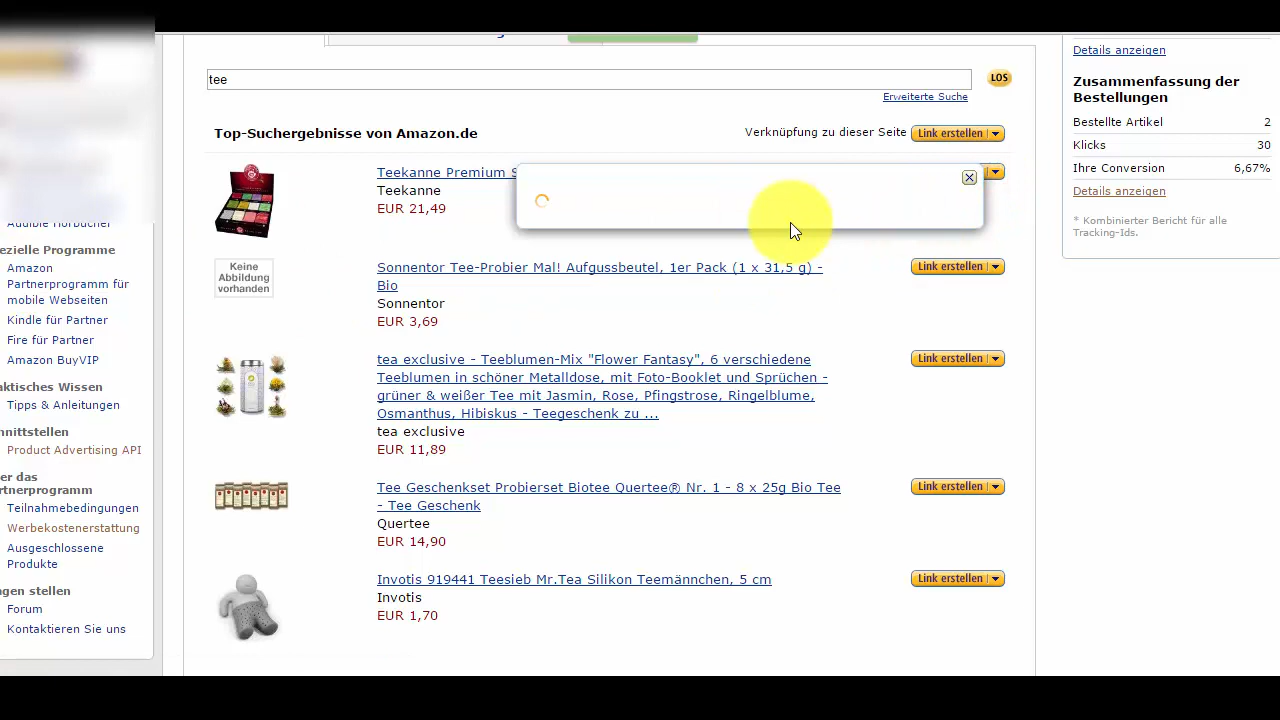 tee
LOS
Erweiterte Suche
Top-Suchergebnisse von Amazon.de
Verknüpfung zu dieser Seite
Link erstellen
Teekanne Premium
Teekanne
EUR 21,49
Keine
Abbildung
vorhanden
Sonnentor Tee-Probier Mal! Aufgussbeutel, 1er Pack (1 x 31,5 g) -
Bio
Sonnentor
EUR 3,69
Link erstellen
tea exclusive - Teeblumen-Mix "Flower Fantasy", 6 verschiedene
Teeblumen in schöner Metalldose, mit Foto-Booklet und Sprüchen -
grüner & weißer Tee mit Jasmin, Rose, Pfingstrose, Ringelblume,
Osmanthus, Hibiskus - Teegeschenk zu ...
tea exclusive
EUR 11,89
Link erstellen
Tee Geschenkset Probierset Biotee Quertee® Nr. 1 - 8 x 25g Bio Tee
- Tee Geschenk
Quertee
EUR 14,90
Link erstellen
Invotis 919441 Teesieb Mr.Tea Silikon Teemännchen, 5 cm
Invotis
EUR 1,70
Link erstellen
Details anzeigen
Zusammenfassung der
Bestellungen
Bestellte Artikel 2
Klicks 30
Ihre Conversion 6,67%
Details anzeigen
* Kombinierter Bericht für alle
Tracking-Ids.
Audible Hörbücher
ezielle Programme
Amazon
Partnerprogramm für
mobile Webseiten
Kindle für Partner
Fire für Partner
Amazon BuyVIP
aktisches Wissen
Tipps & Anleitungen
hnittstellen
Product Advertising API
er das
rtnerprogramm
Teilnahmebedingungen
Werbekostenerstattung
Ausgeschlossene
Produkte
gen stellen
Forum
Kontaktieren Sie uns